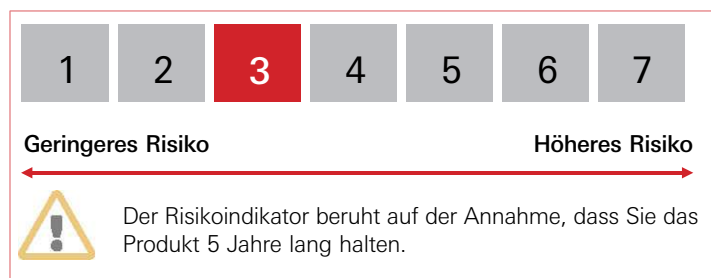 1 2 3 4 5 6 7
Geringeres Risiko Höheres Risiko
Der Risikoindikator beruht auf der Annahme, dass Sie das
Produkt 5 Jahre lang halten.